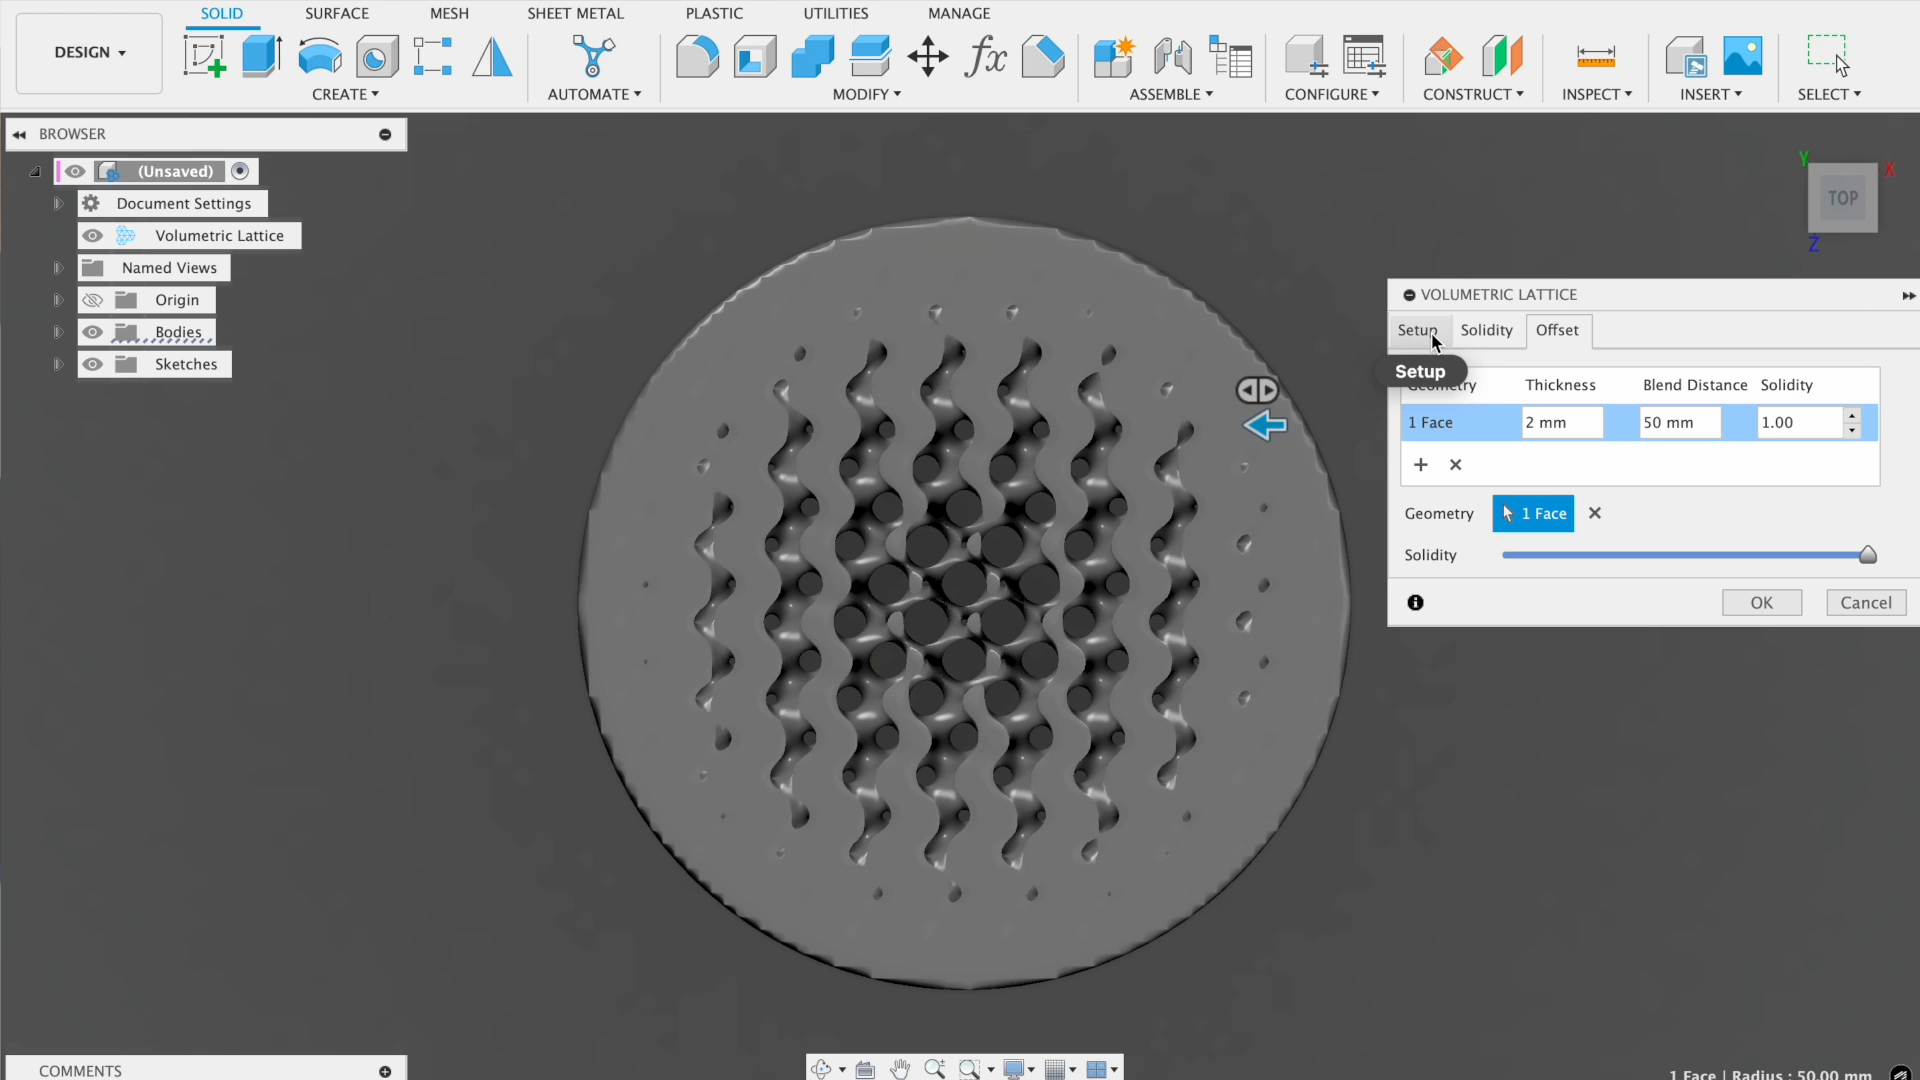 SOLID SURFACE MESH SHEET METAL PLASTIC UTILITIES MANAGE
DESIGN
CREATE AUTOMATE MODIFY ASSEMBLE CONFIGURE CONSTRUCT INSPECT INSERT SELECT
BROWSER
(Unsaved)
Document Settings
Volumetric Lattice
Named Views
Origin
Bodies
Sketches
Y X
TOP
Z
VOLUMETRIC LATTICE
Setup Solidity Offset
Setup
Geometry Thickness Blend Distance Solidity
1 Face 2 mm 50 mm 1.00
Geometry 1 Face
Solidity
OK Cancel
COMMENTS
1 Face | Radius : 50.00 mm